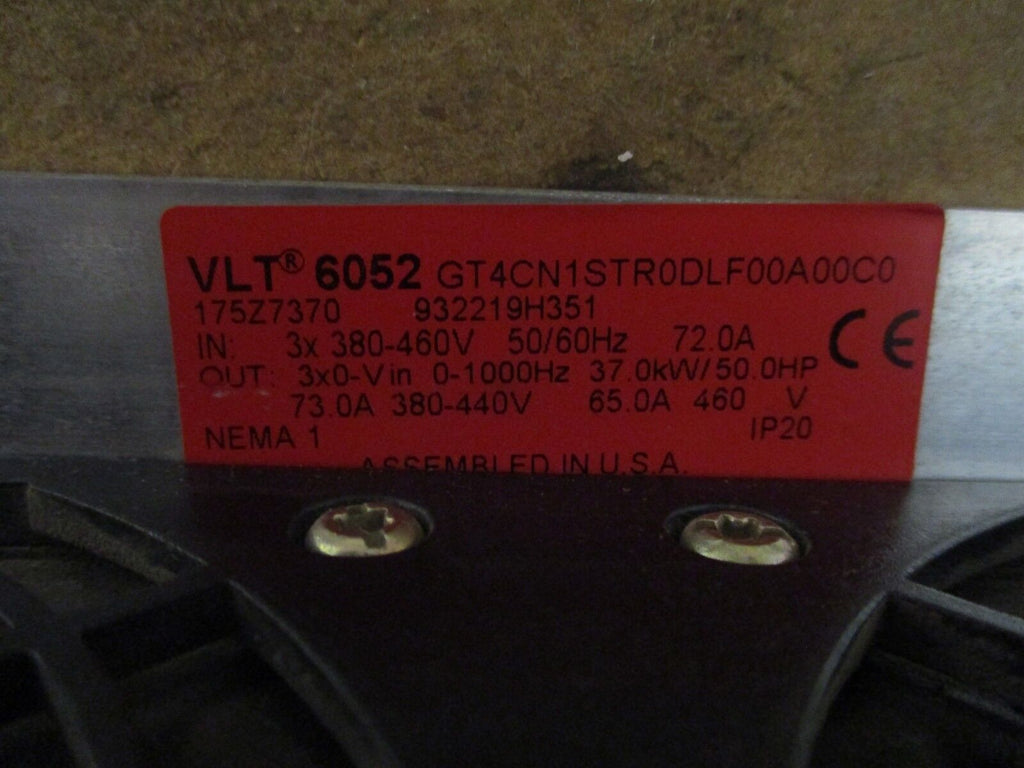 VLT® 6052 GT4CN1STR0DLF00A00C0
175Z7370 932219H351
IN: 3x 380-460V 50/60Hz 72.0A
OUT: 3x0-Vin 0-1000Hz 37.0kW/50.0HP
73.0A 380-440V 65.0A 460 V
CE
NEMA 1 IP20
ASSEMBLED IN U.S.A.